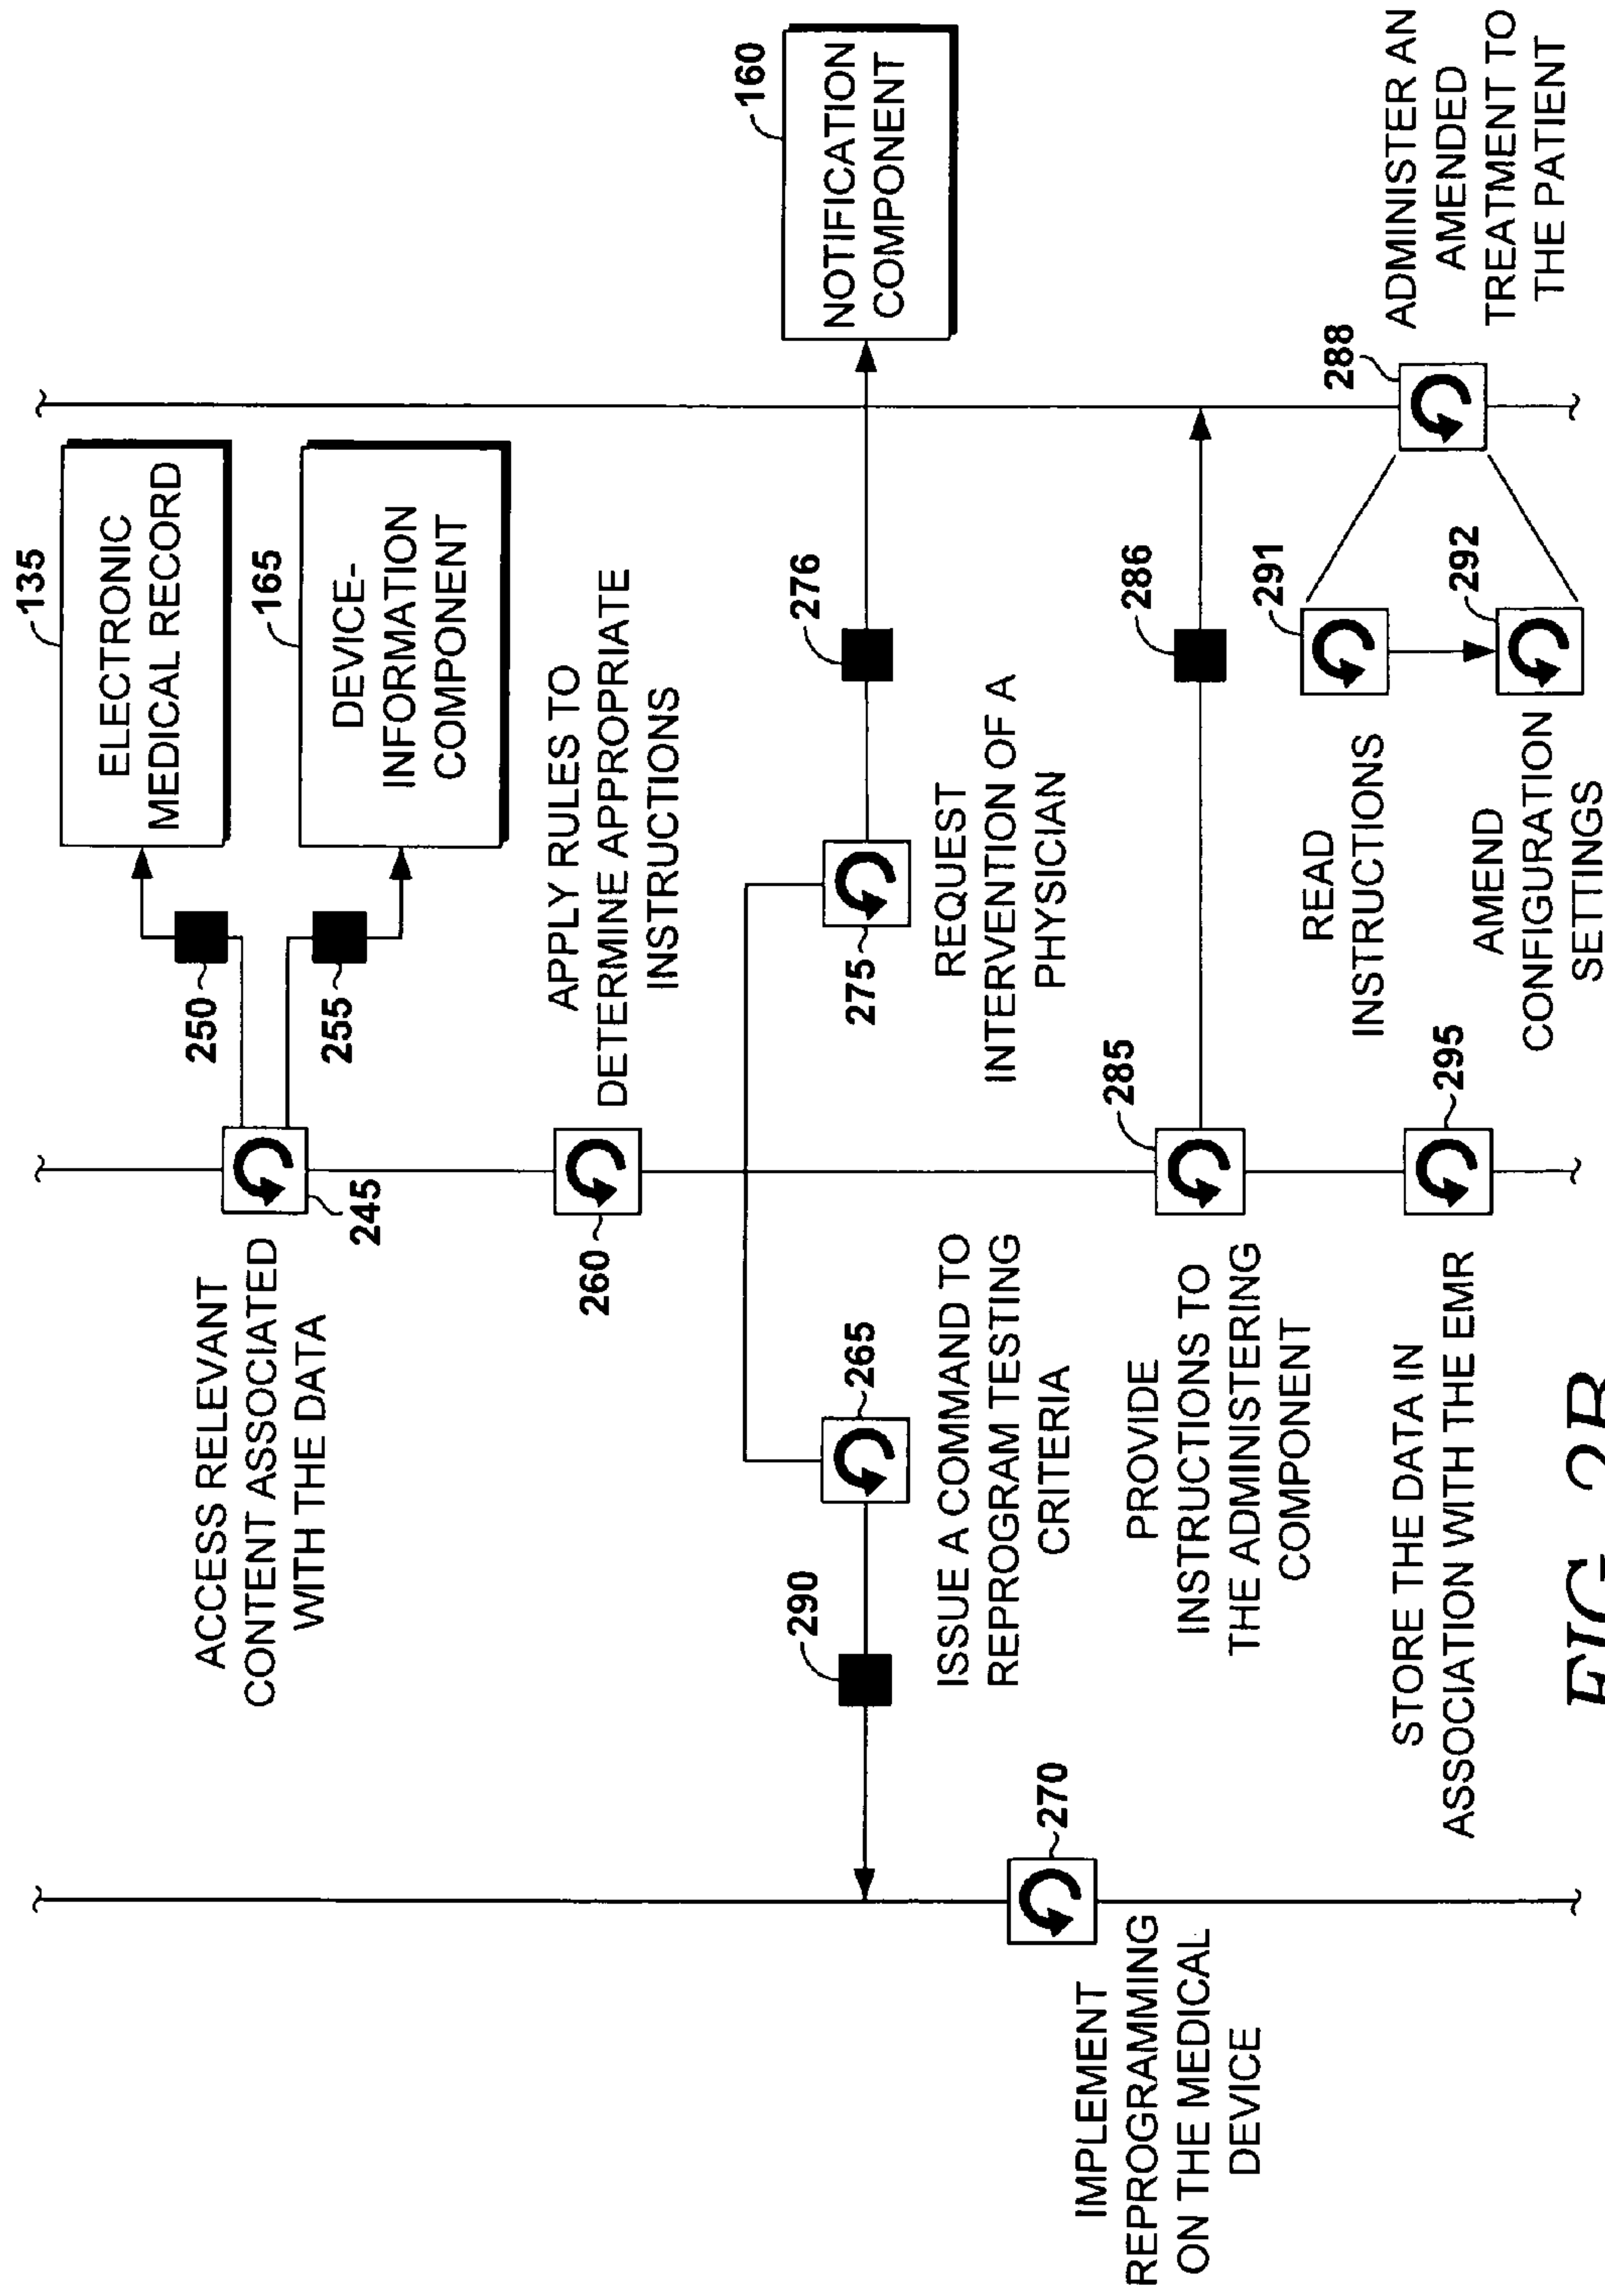 135
ELECTRONIC
MEDICAL RECORD
250
165
DEVICE-
INFORMATION
COMPONENT
255
ACCESS RELEVANT
CONTENT ASSOCIATED
WITH THE DATA
245
APPLY RULES TO
DETERMINE APPROPRIATE
INSTRUCTIONS
260
160
NOTIFICATION
COMPONENT
276
275
REQUEST
INTERVENTION OF A
PHYSICIAN
265
290
ISSUE A COMMAND TO
REPROGRAM TESTING
CRITERIA
270
IMPLEMENT
REPROGRAMMING
ON THE MEDICAL
DEVICE
285
286
PROVIDE
INSTRUCTIONS TO
THE ADMINISTERING
COMPONENT
288
ADMINISTER AN
AMENDED
TREATMENT TO
THE PATIENT
291
READ
INSTRUCTIONS
292
AMEND
CONFIGURATION
SETTINGS
295
STORE THE DATA IN
ASSOCIATION WITH THE EMR
FIG. 2B